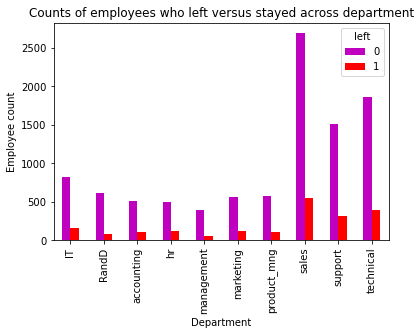 Counts of employees who left versus stayed across department
left
0
1
Employee count
2500
2000
1500
1000
500
0
IT
RandD
accounting
hr
management
marketing
product_mng
sales
support
technical
Department